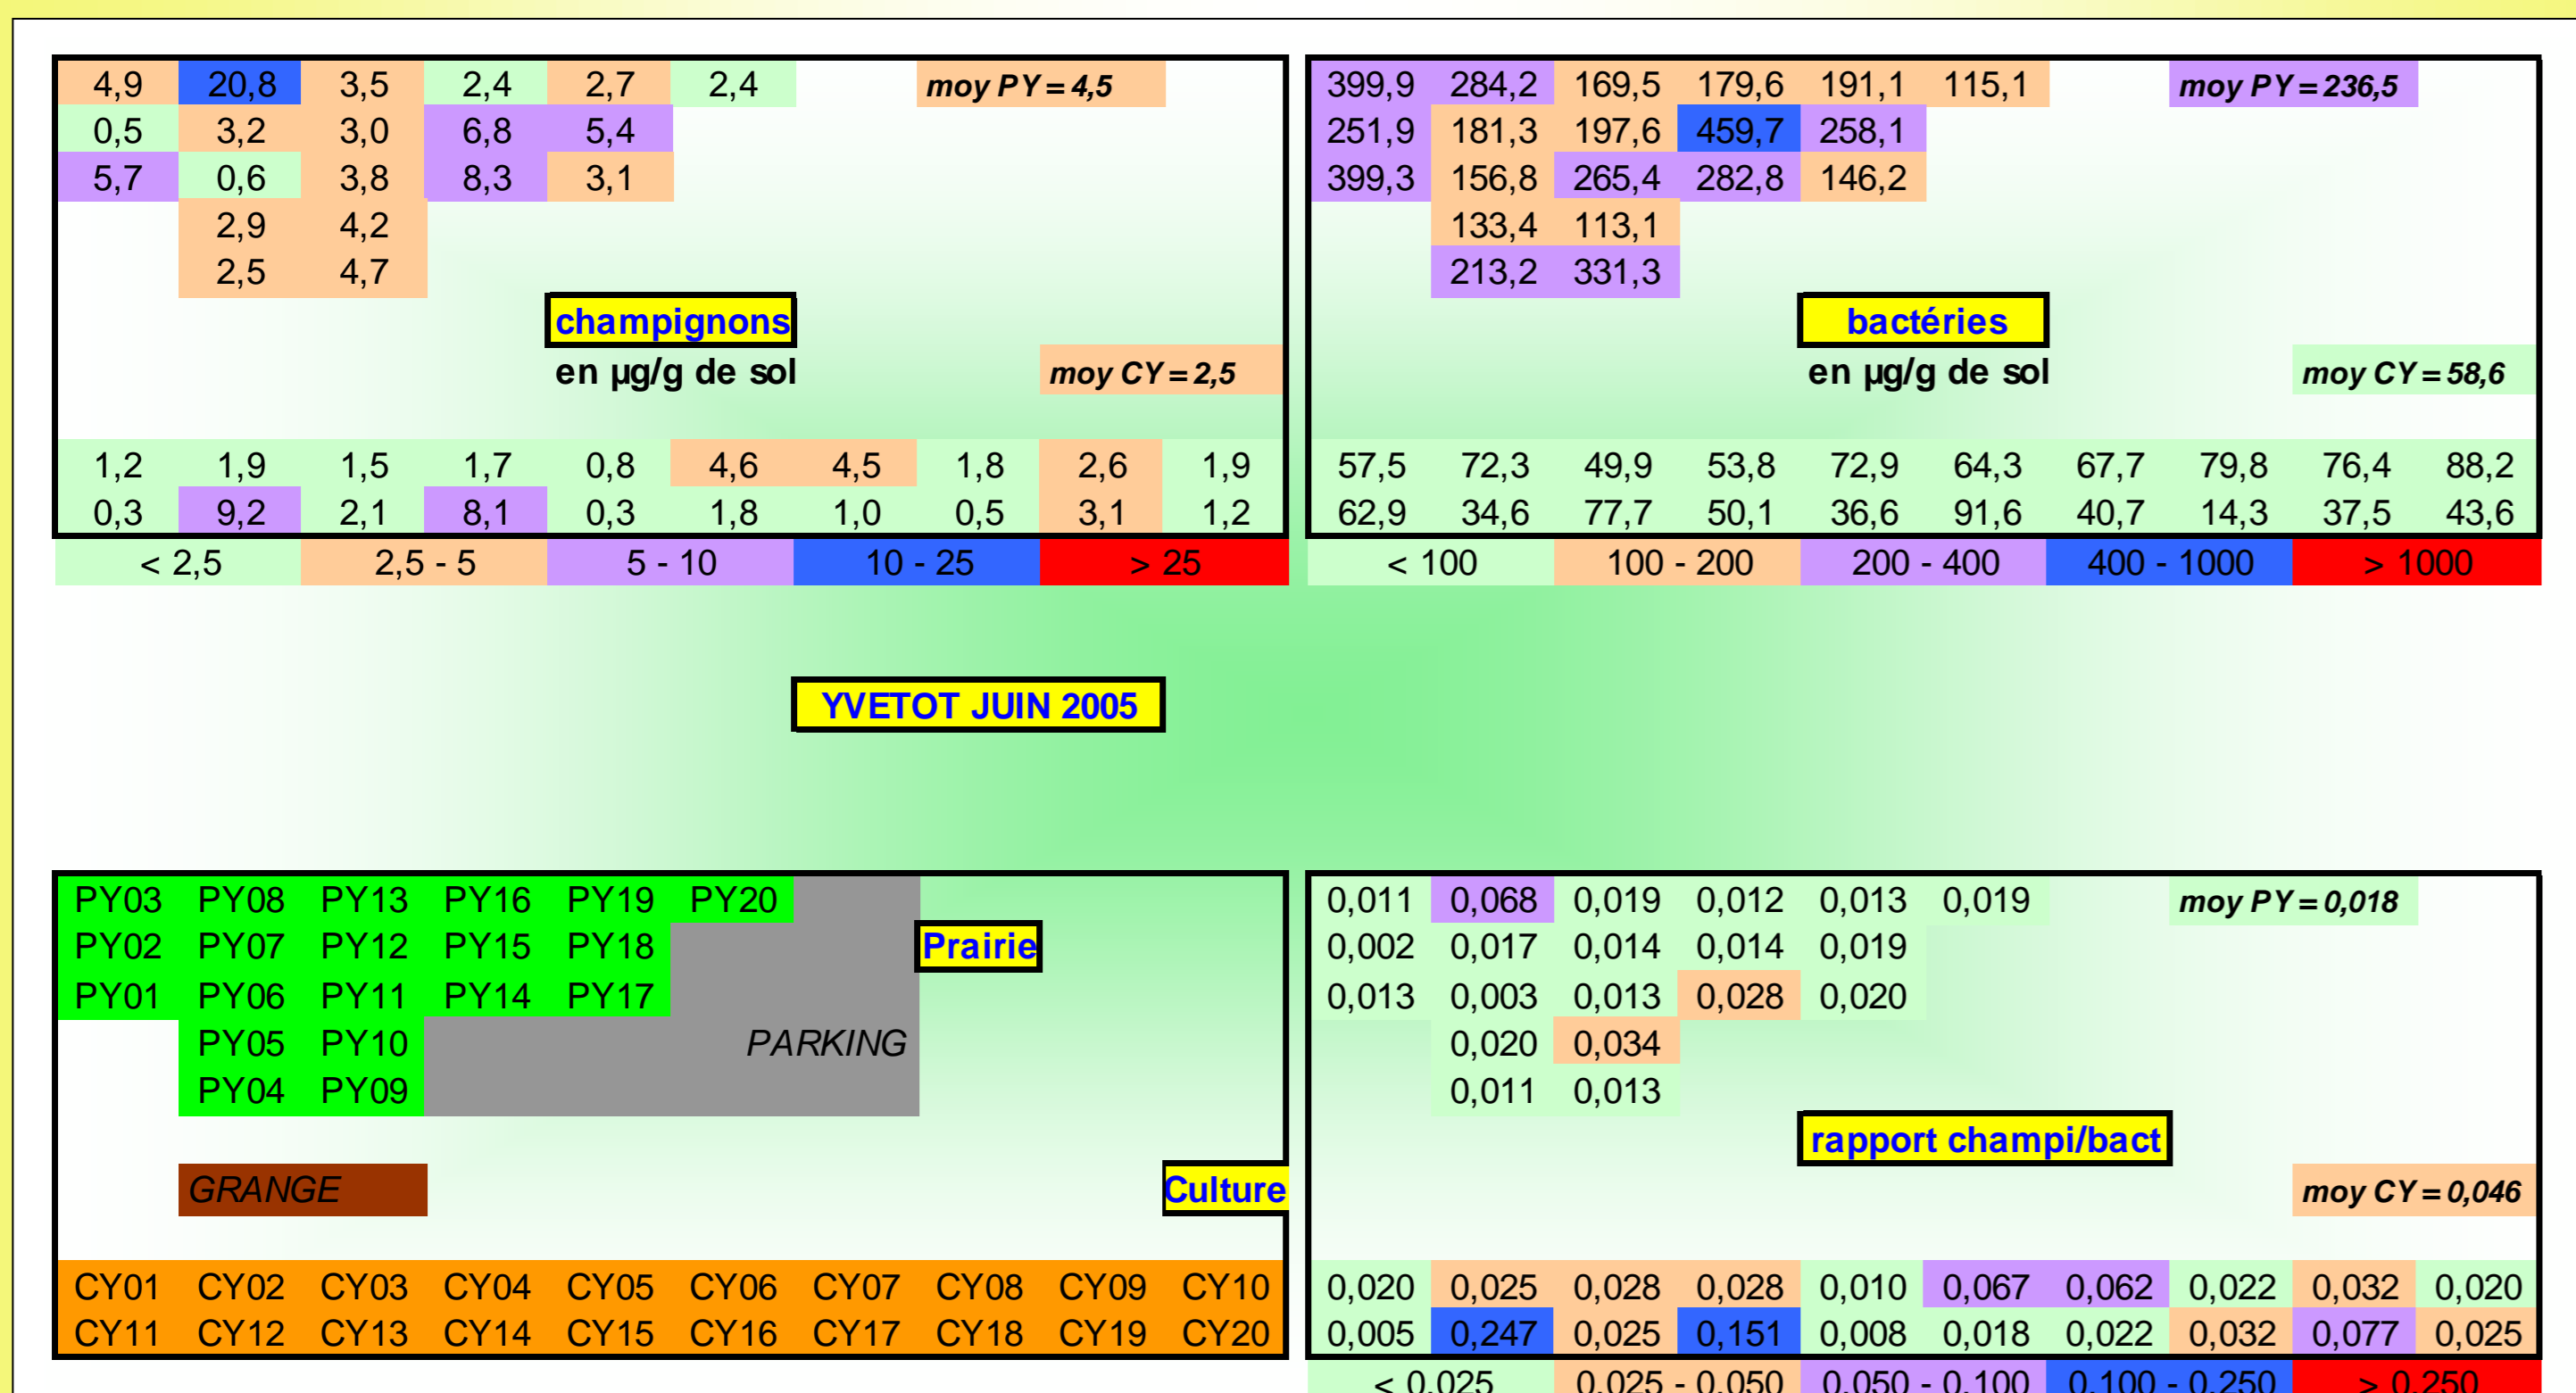 4,9 20,8 3,5 2,4 2,7 2,4 moy PY = 4,5
0,5 3,2 3,0 6,8 5,4
5,7 0,6 3,8 8,3 3,1
2,9 4,2
2,5 4,7
champignons
en µg/g de sol moy CY = 2,5
1,2 1,9 1,5 1,7 0,8 4,6 4,5 1,8 2,6 1,9
0,3 9,2 2,1 8,1 0,3 1,8 1,0 0,5 3,1 1,2
< 2,5 2,5 - 5 5 - 10 10 - 25 > 25
399,9 284,2 169,5 179,6 191,1 115,1 moy PY = 236,5
251,9 181,3 197,6 459,7 258,1
399,3 156,8 265,4 282,8 146,2
133,4 113,1
213,2 331,3
bactéries
en µg/g de sol moy CY = 58,6
57,5 72,3 49,9 53,8 72,9 64,3 67,7 79,8 76,4 88,2
62,9 34,6 77,7 50,1 36,6 91,6 40,7 14,3 37,5 43,6
< 100 100 - 200 200 - 400 400 - 1000 > 1000
YVETOT JUIN 2005
PY03 PY08 PY13 PY16 PY19 PY20
PY02 PY07 PY12 PY15 PY18 Prairie
PY01 PY06 PY11 PY14 PY17
PY05 PY10 PARKING
PY04 PY09
GRANGE Culture
CY01 CY02 CY03 CY04 CY05 CY06 CY07 CY08 CY09 CY10
CY11 CY12 CY13 CY14 CY15 CY16 CY17 CY18 CY19 CY20
0,011 0,068 0,019 0,012 0,013 0,019 moy PY = 0,018
0,002 0,017 0,014 0,014 0,019
0,013 0,003 0,013 0,028 0,020
0,020 0,034
0,011 0,013
rapport champi/bact
moy CY = 0,046
0,020 0,025 0,028 0,028 0,010 0,067 0,062 0,022 0,032 0,020
0,005 0,247 0,025 0,151 0,008 0,018 0,022 0,032 0,077 0,025
< 0,025 0,025 - 0,050 0,050 - 0,100 0,100 - 0,250 > 0,250